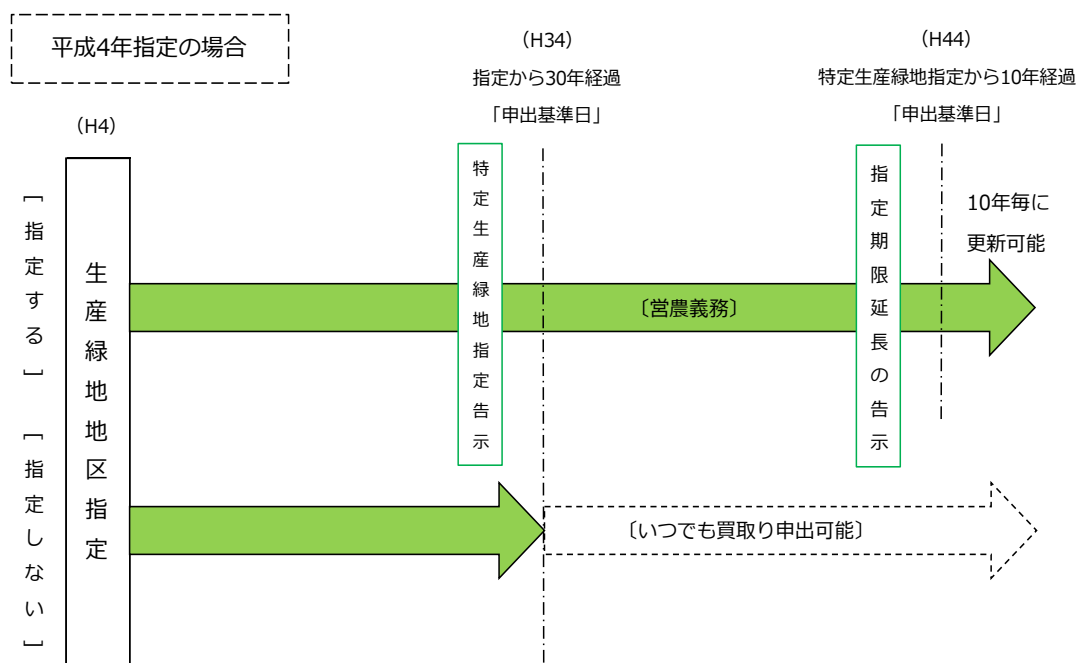 平成4年指定の場合
（H4）
（H34）
指定から30年経過
「申出基準日」
（H44）
特定生産緑地指定から10年経過
「申出基準日」
［指定する］
［指定しない］
生産緑地地区指定
特定生産緑地指定告示
〔営農義務〕
指定期限延長の告示
10年毎に
更新可能
〔いつでも買取り申出可能〕